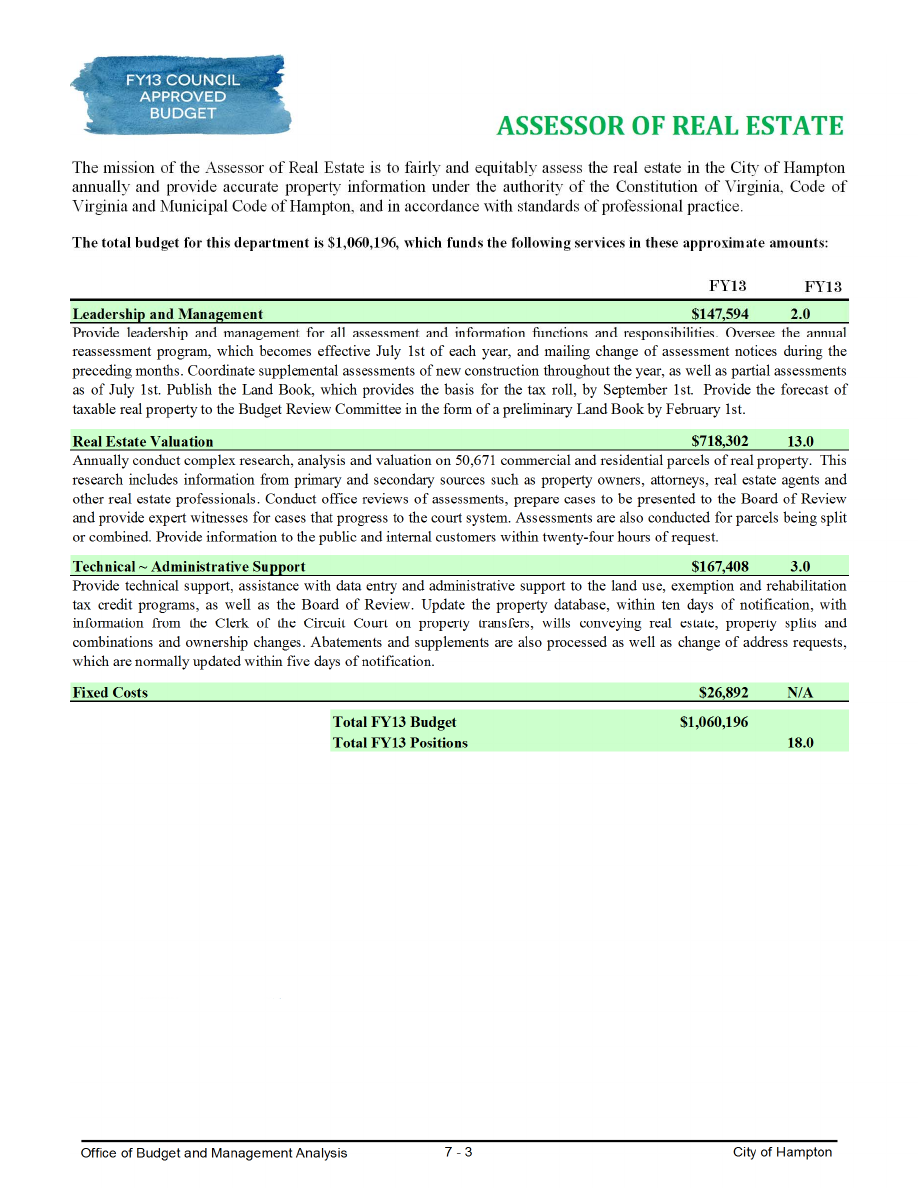 FY13 COUNCIL
APPROVED
BUDGET
ASSESSOR OF REAL ESTATE
The mission of the Assessor of Real Estate is to fairly and equitably assess the real estate in the City of Hampton
annually and provide accurate property information under the authority of the Constitution of Virginia, Code of
Virginia and Municipal Code of Hampton, and in accordance with standards of professional practice.
The total budget for this department is $1,060,196, which funds the following services in these approximate amounts:
FY13 FY13
Leadership and Management $147,594 2.0
Provide leadership and management for all assessment and information functions and responsibilities. Oversee the annual
reassessment program, which becomes effective July 1st of each year, and mailing change of assessment notices during the
preceding months. Coordinate supplemental assessments of new construction throughout the year, as well as partial assessments
as of July 1st. Publish the Land Book, which provides the basis for the tax roll, by September 1st. Provide the forecast of
taxable real property to the Budget Review Committee in the form of a preliminary Land Book by February 1st.
Real Estate Valuation $718,302 13.0
Annually conduct complex research, analysis and valuation on 50,671 commercial and residential parcels of real property. This
research includes information from primary and secondary sources such as property owners, attorneys, real estate agents and
other real estate professionals. Conduct office reviews of assessments, prepare cases to be presented to the Board of Review
and provide expert witnesses for cases that progress to the court system. Assessments are also conducted for parcels being split
or combined. Provide information to the public and internal customers within twenty-four hours of request.
Technical ~ Administrative Support $167,408 3.0
Provide technical support, assistance with data entry and administrative support to the land use, exemption and rehabilitation
tax credit programs, as well as the Board of Review. Update the property database, within ten days of notification, with
information from the Clerk of the Circuit Court on property transfers, wills conveying real estate, property splits and
combinations and ownership changes. Abatements and supplements are also processed as well as change of address requests,
which are normally updated within five days of notification.
Fixed Costs $26,892 N/A
Total FY13 Budget $1,060,196
Total FY13 Positions 18.0
Office of Budget and Management Analysis 7 - 3 City of Hampton